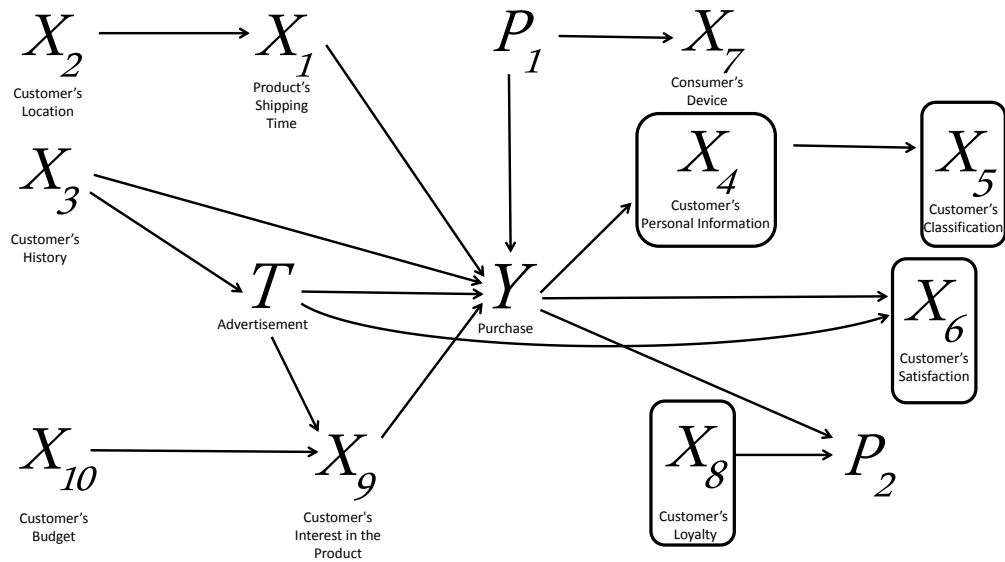 X2
Customer's
Location
X1
Product's
Shipping
Time
P1
X7
Consumer's
Device
X3
Customer's
History
X4
Customer's
Personal Information
X5
Customer's
Classification
T
Advertisement
Y
Purchase
X6
Customer's
Satisfaction
X10
Customer's
Budget
X9
Customer's
Interest in the
Product
X8
Customer's
Loyalty
P2